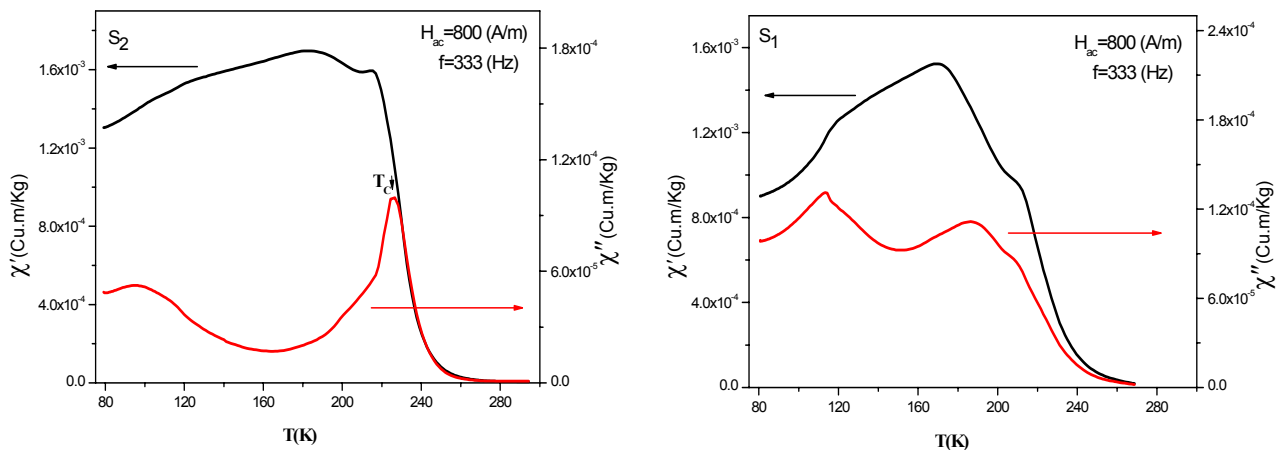 S₂
H_ac=800 (A/m)
f=333 (Hz)
T_C
1.6x10⁻³
1.2x10⁻³
8.0x10⁻⁴
4.0x10⁻⁴
0.0
χ′(Cu.m/Kg)
1.8x10⁻⁴
1.2x10⁻⁴
6.0x10⁻⁵
0.0
χ″(Cu.m/Kg)
80 120 160 200 240 280
T(K)
S₁
H_ac=800 (A/m)
f=333 (Hz)
1.6x10⁻³
1.2x10⁻³
8.0x10⁻⁴
4.0x10⁻⁴
0.0
χ′(Cu.m/Kg)
2.4x10⁻⁴
1.8x10⁻⁴
1.2x10⁻⁴
6.0x10⁻⁵
0.0
χ″(Cu.m/Kg)
80 120 160 200 240 280
T(K)